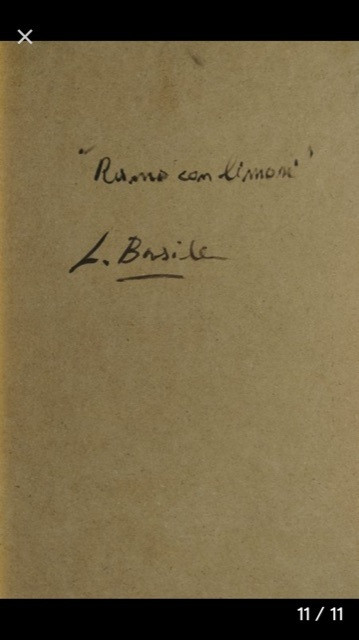 "Ramo con limoni"
L. Basile
11 / 11